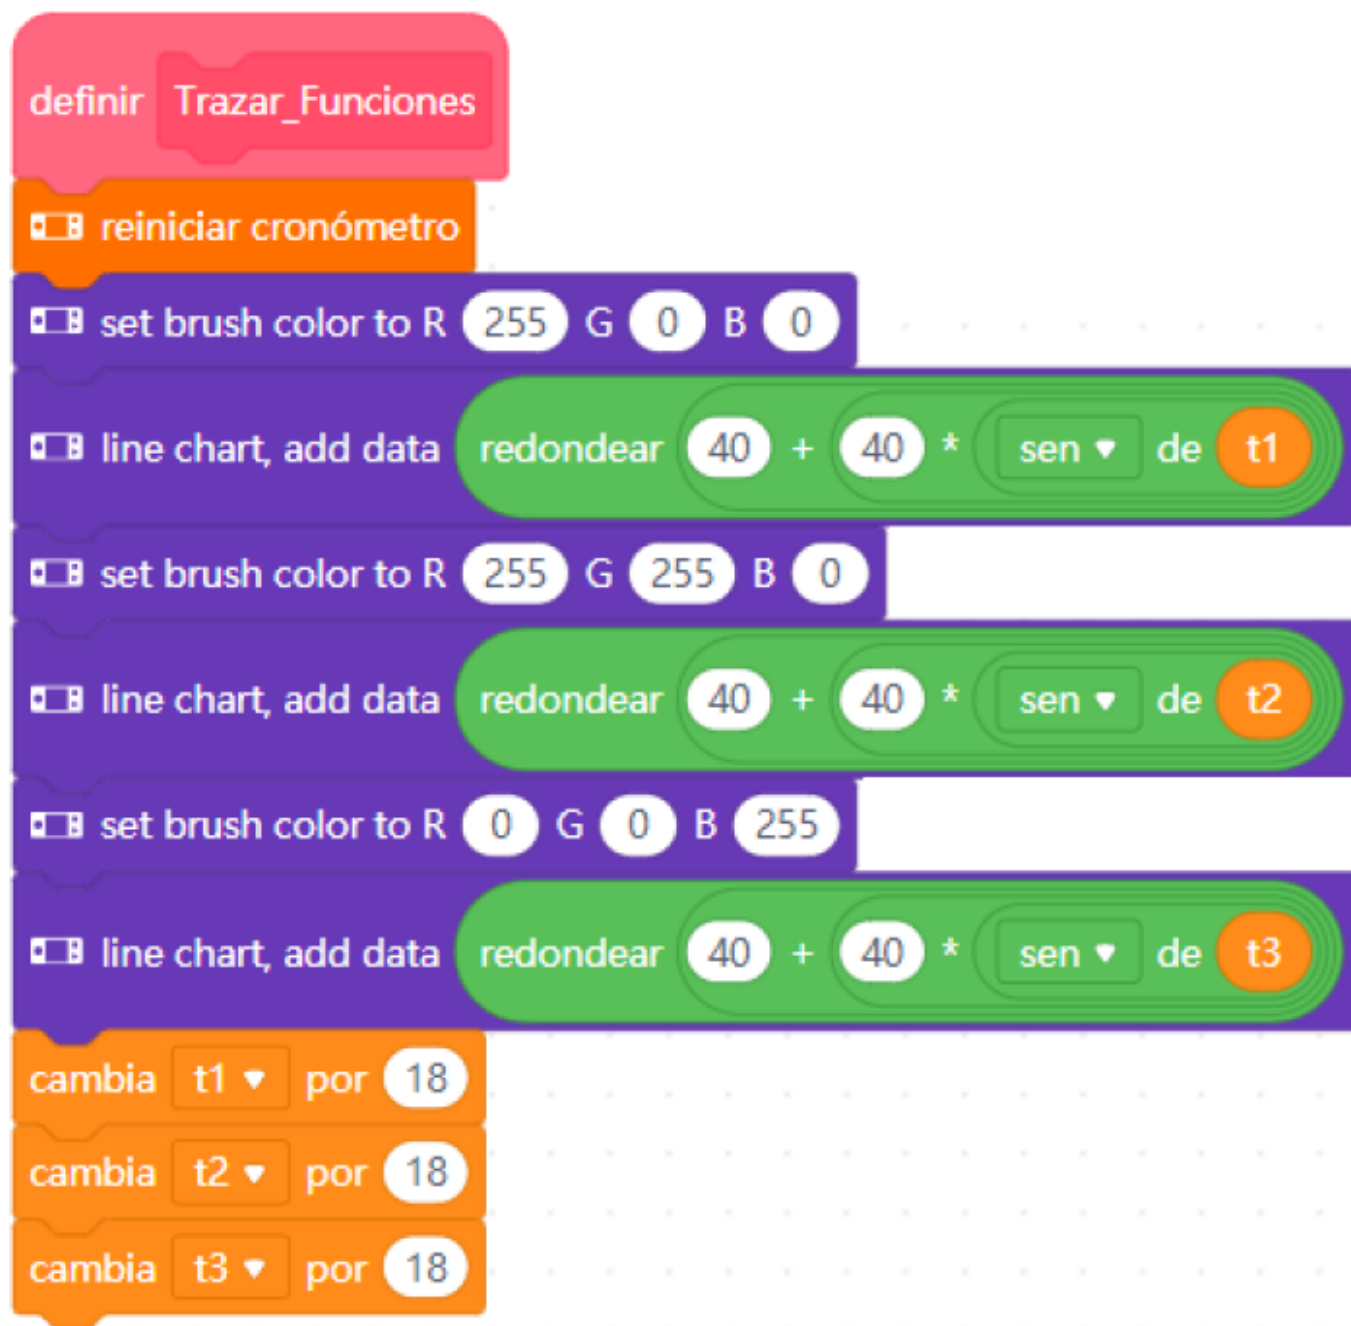 definir Trazar_Funciones
reiniciar cronómetro
set brush color to R 255 G 0 B 0
line chart, add data redondear 40 + 40 * sen de t1
set brush color to R 255 G 255 B 0
line chart, add data redondear 40 + 40 * sen de t2
set brush color to R 0 G 0 B 255
line chart, add data redondear 40 + 40 * sen de t3
cambia t1 por 18
cambia t2 por 18
cambia t3 por 18